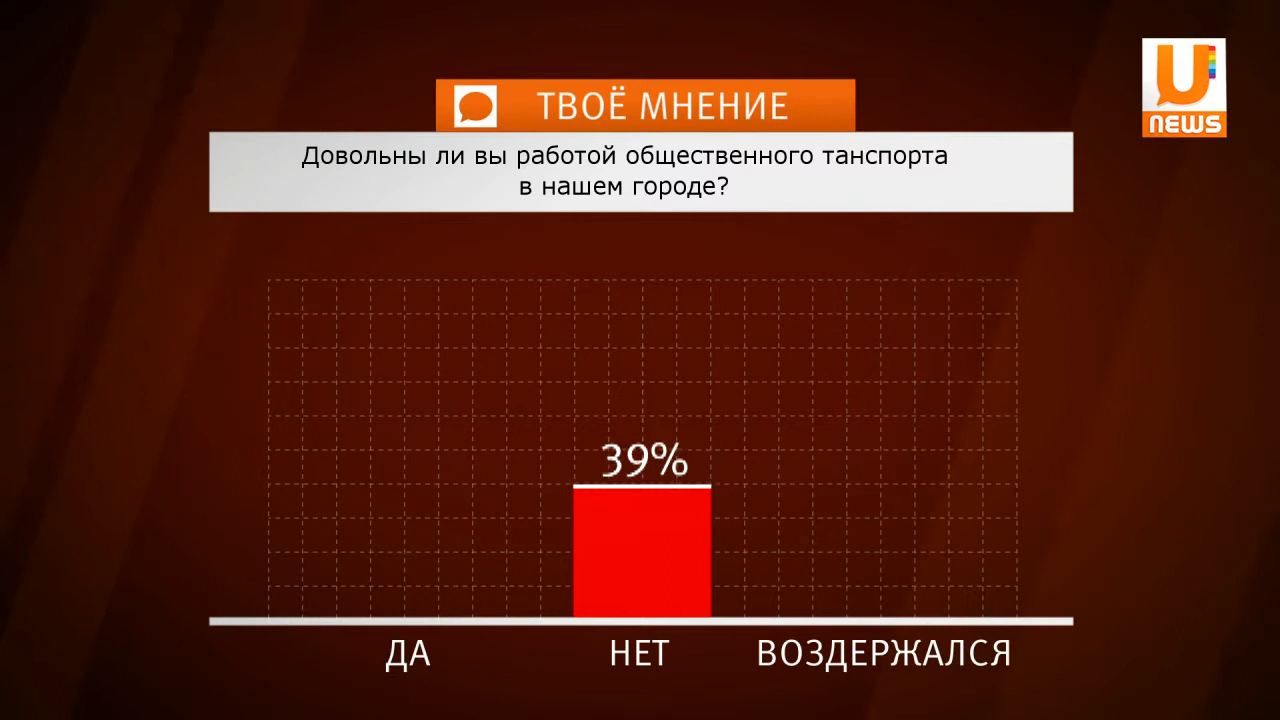 ТВОЁ МНЕНИЕ
U
NEWS
Довольны ли вы работой общественного танспорта
в нашем городе?
39%
ДА НЕТ ВОЗДЕРЖАЛСЯ